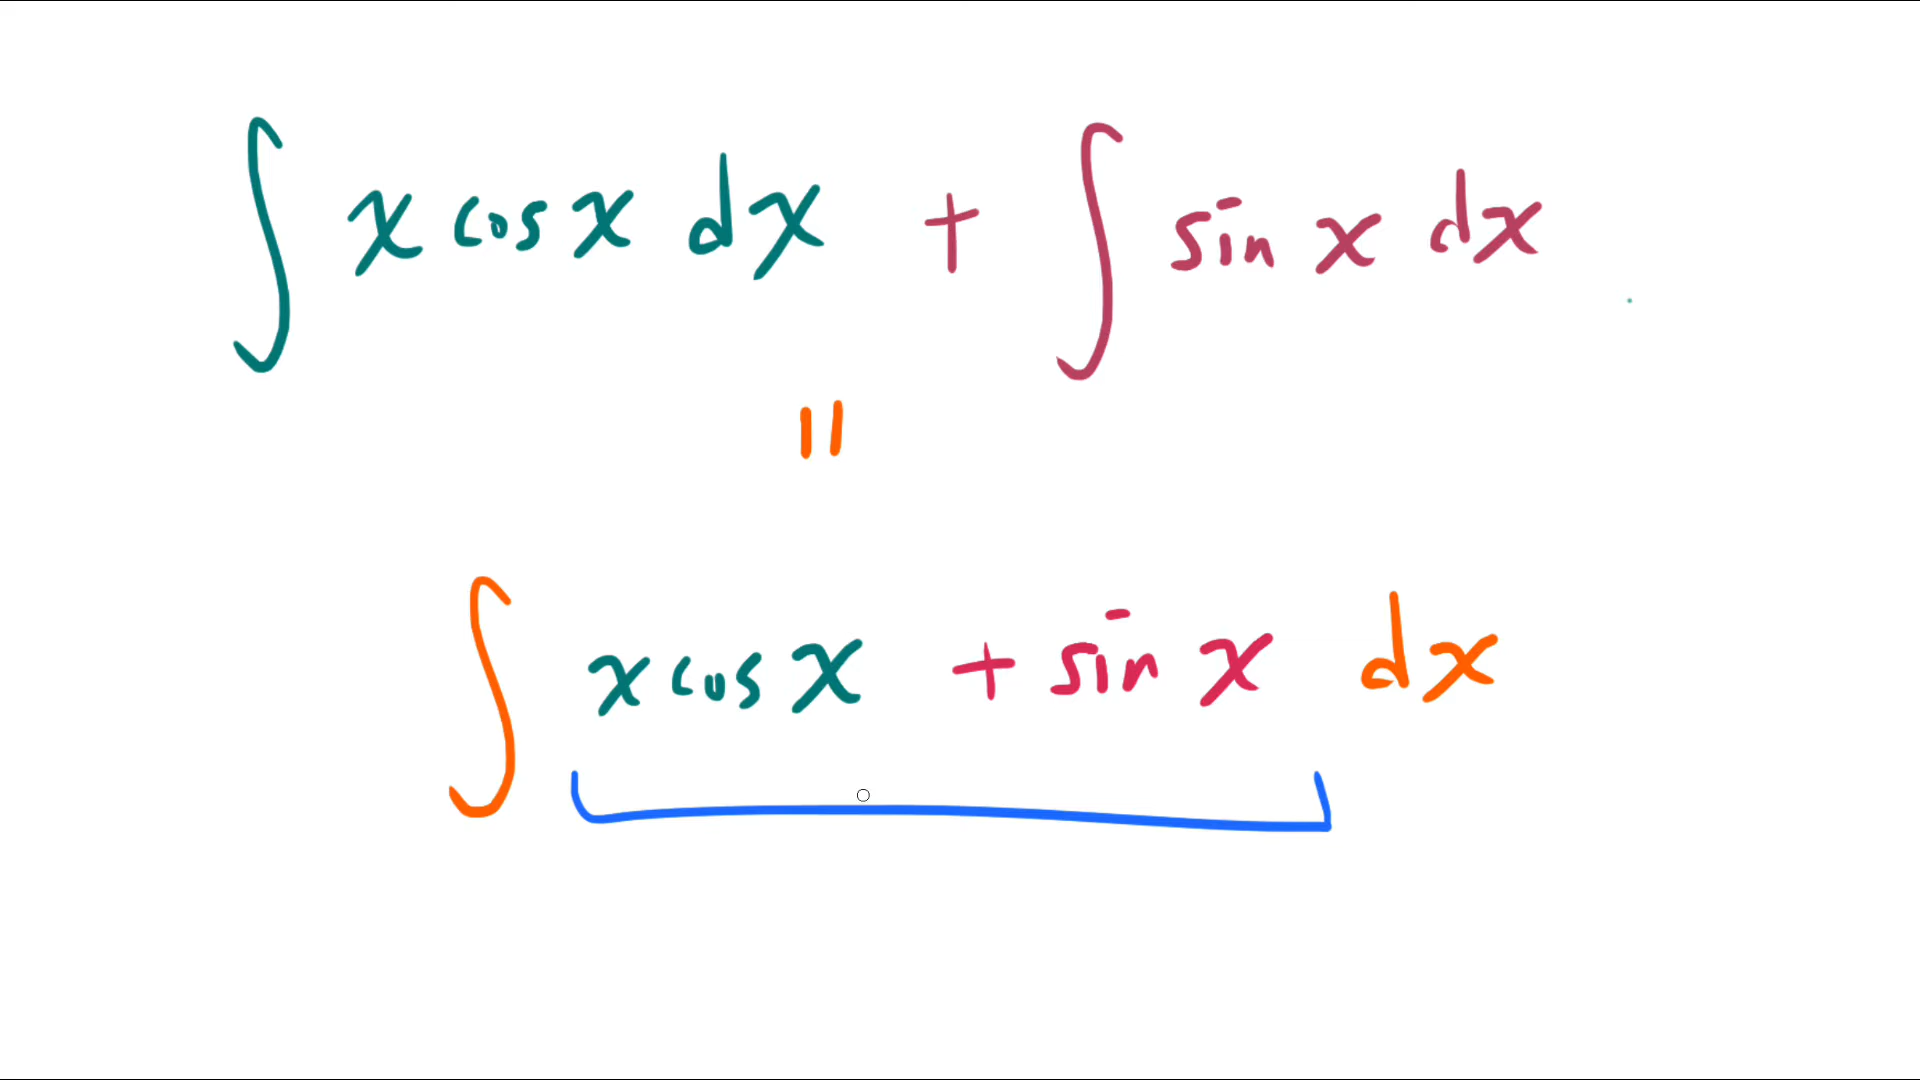 ∫ x cos x dx + ∫ sin x dx
=
∫ x cos x + sin x dx